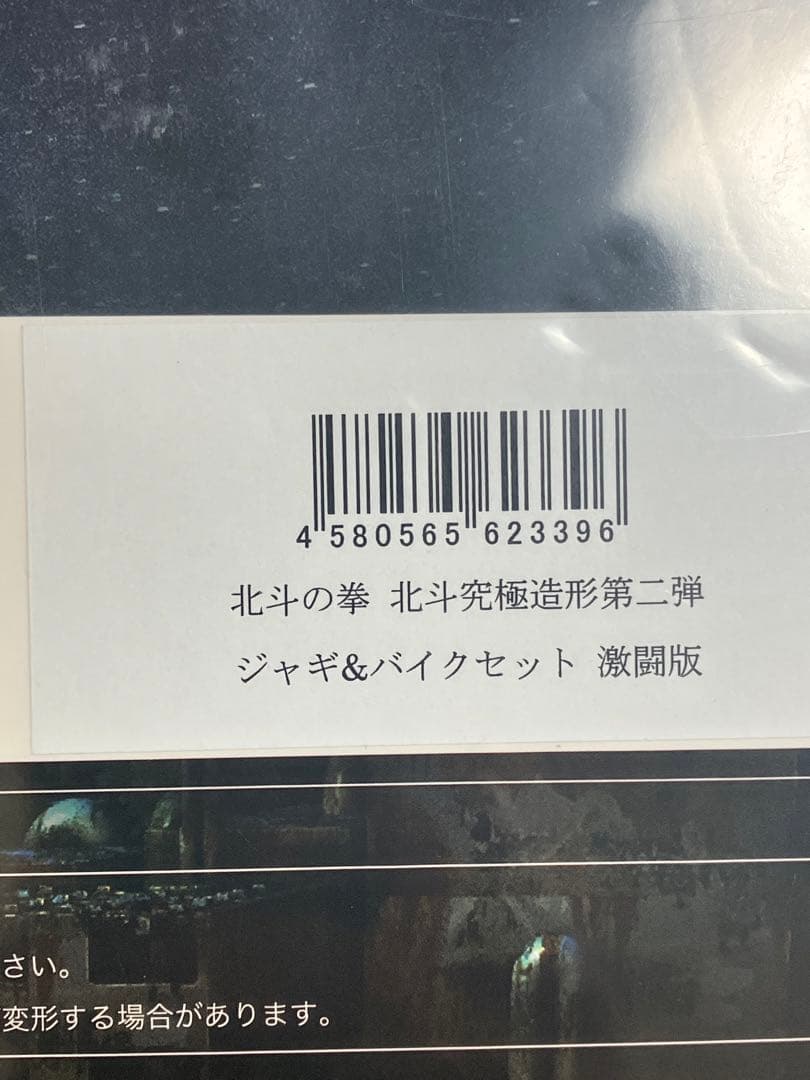 4 580565 623396
北斗の拳 北斗究極造形第二弾
ジャギ&バイクセット 激闘版
さい。
変形する場合があります。